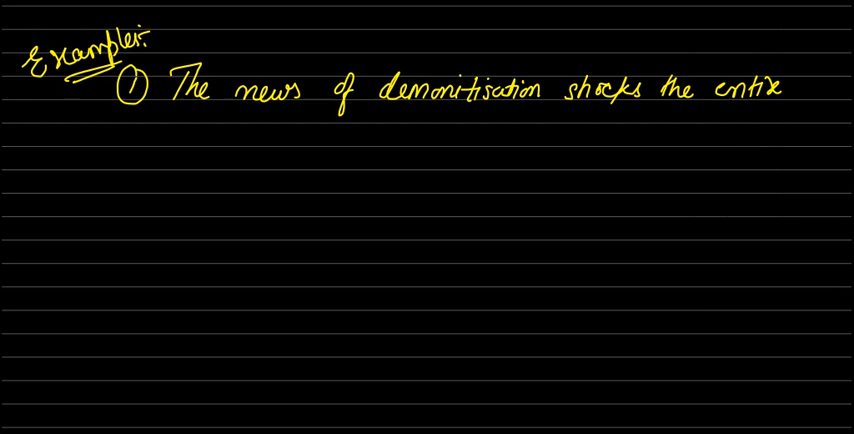 Examples:
① The news of demonitisation shocks the entire